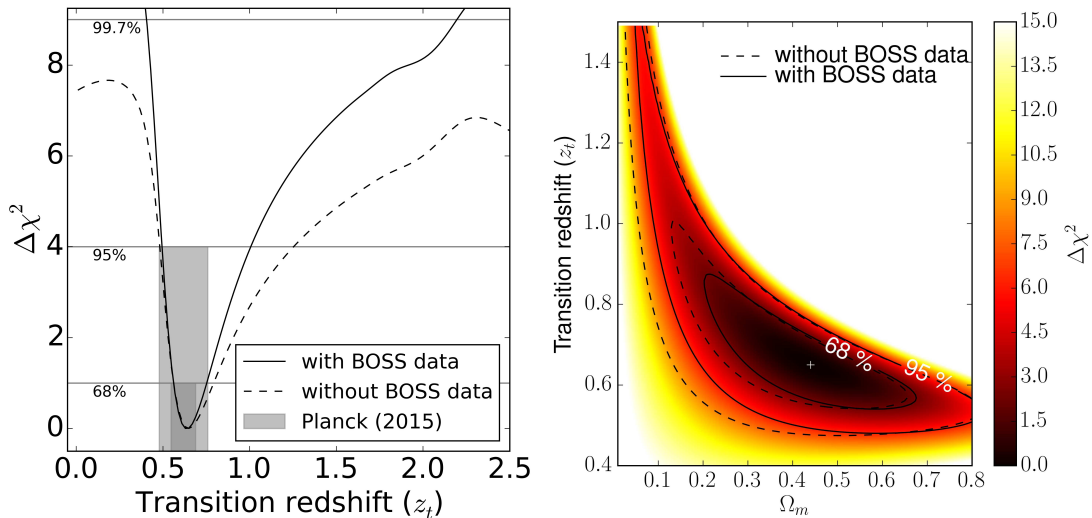 99.7%
95%
68%
8
6
4
2
0
Δχ²
with BOSS data
without BOSS data
Planck (2015)
0.0 0.5 1.0 1.5 2.0 2.5
Transition redshift (z_t)
without BOSS data
with BOSS data
68 %
95 %
1.4
1.2
1.0
0.8
0.6
0.4
Transition redshift (z_t)
0.1 0.2 0.3 0.4 0.5 0.6 0.7 0.8
Ω_m
15.0
13.5
12.0
10.5
9.0
7.5
6.0
4.5
3.0
1.5
0.0
Δχ²